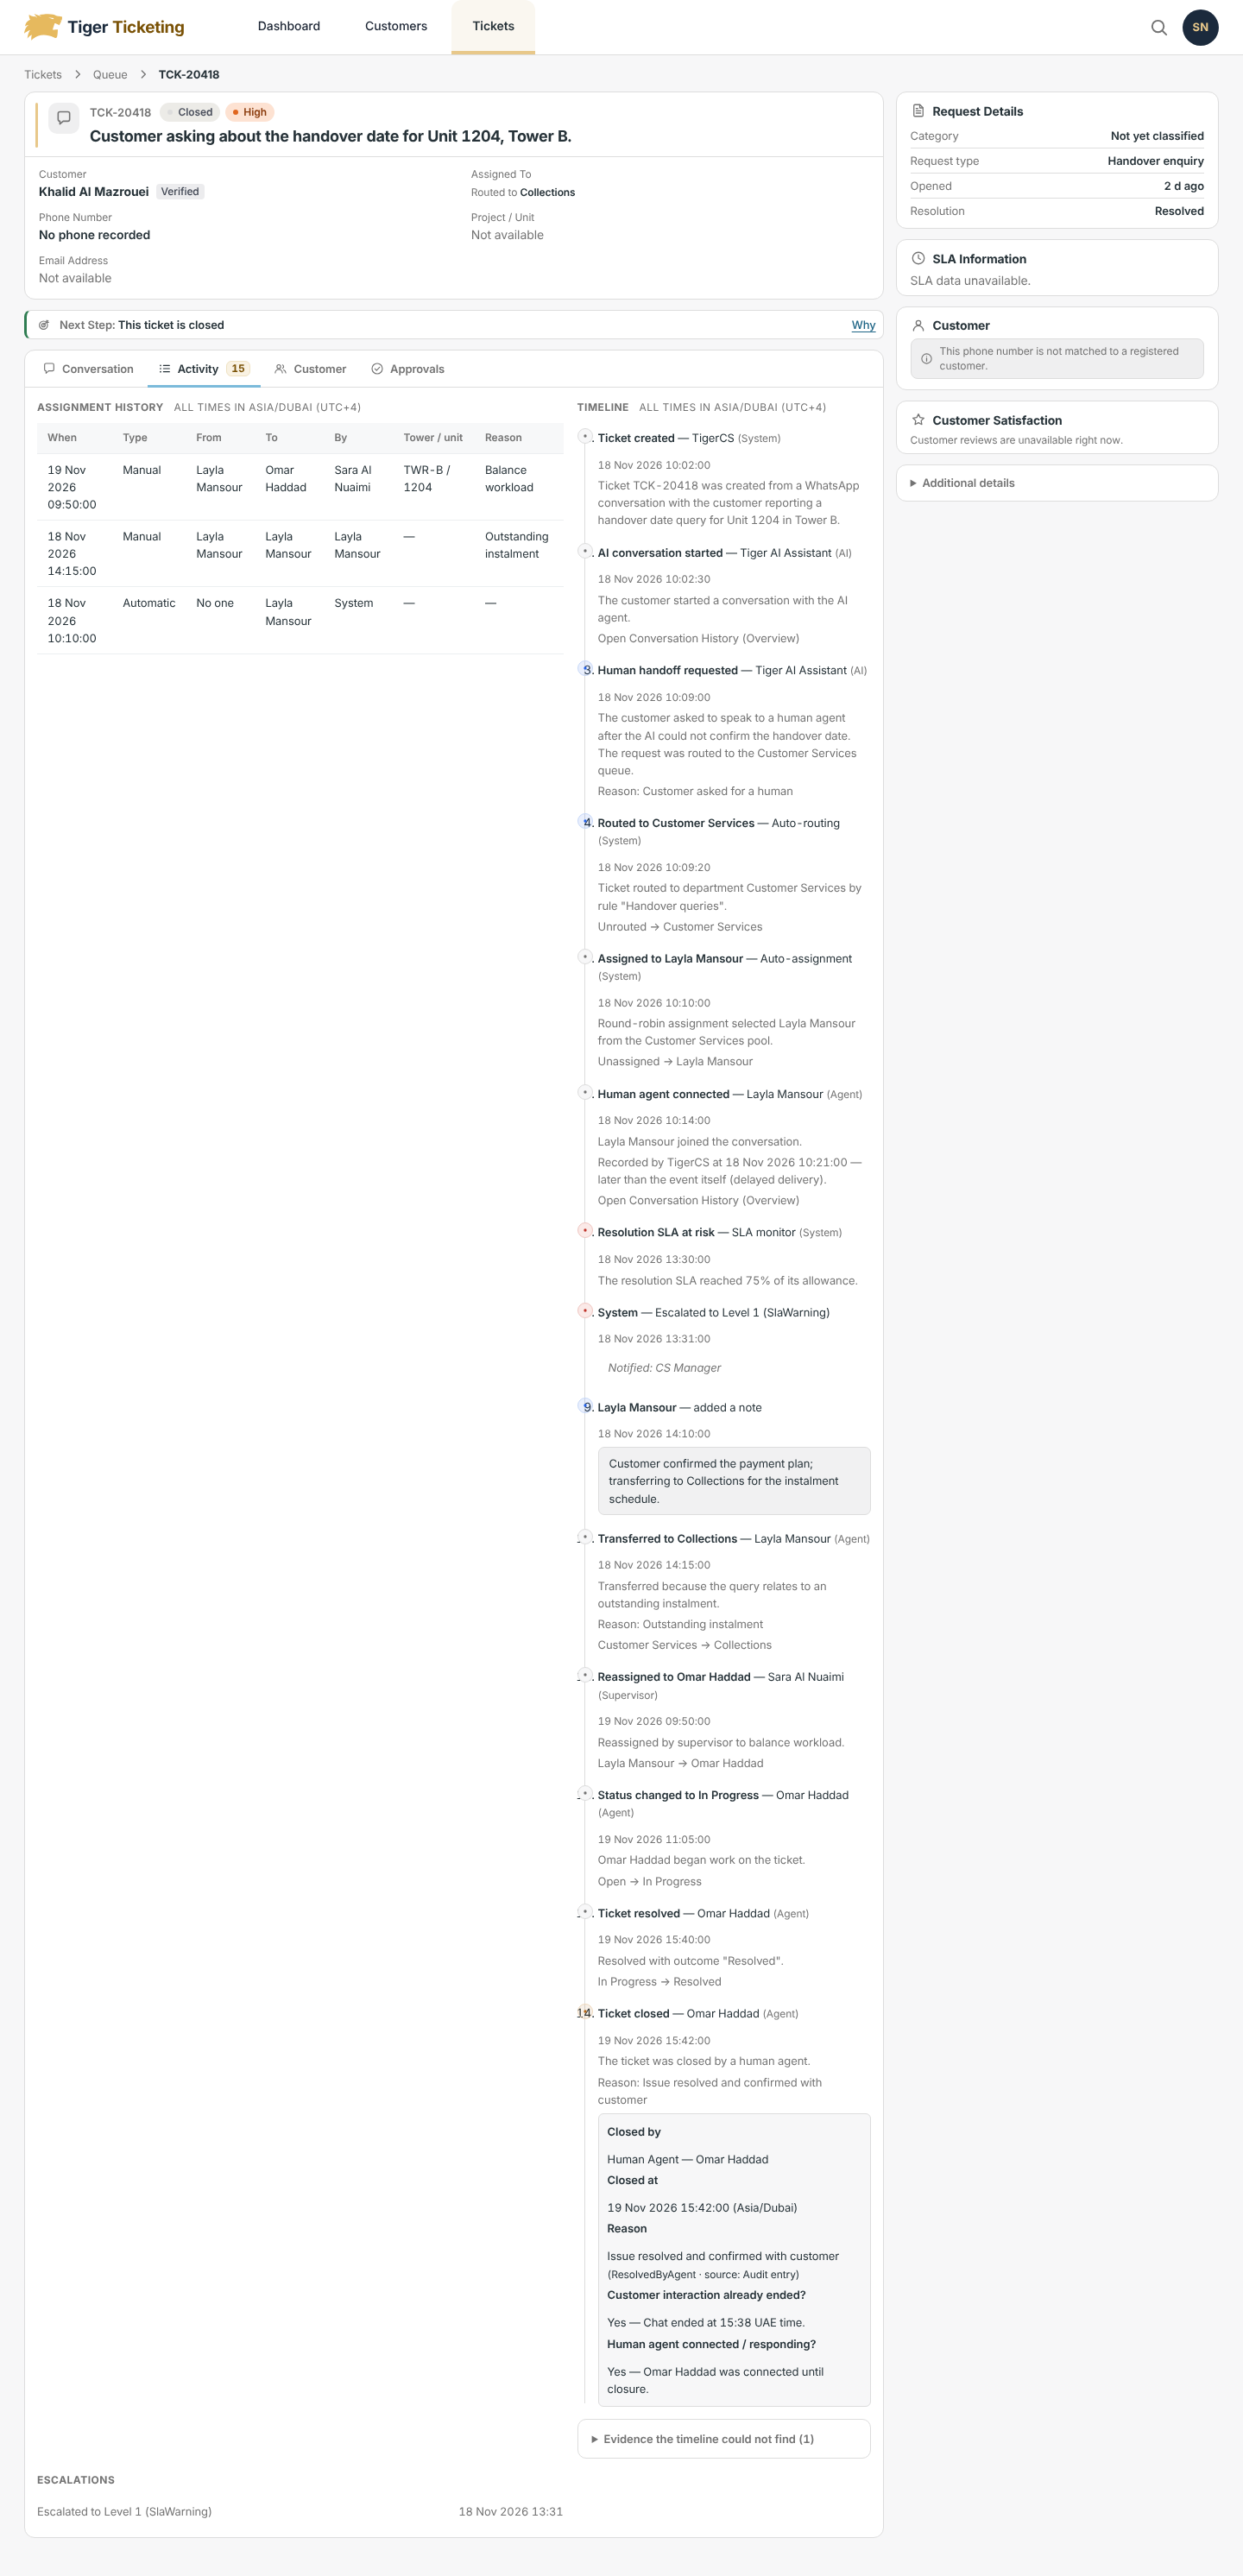 Tiger Ticketing
Dashboard
Customers
Tickets
SN
Tickets > Queue > TCK-20418
TCK-20418 Closed High
Customer asking about the handover date for Unit 1204, Tower B.
Customer
Khalid Al Mazrouei Verified
Assigned To
Routed to Collections
Phone Number
No phone recorded
Project / Unit
Not available
Email Address
Not available
Next Step: This ticket is closed
Why
Conversation
Activity 15
Customer
Approvals
ASSIGNMENT HISTORY ALL TIMES IN ASIA/DUBAI (UTC+4)
When Type From To By Tower / unit Reason
19 Nov Manual Layla Omar Sara Al TWR-B / Balance
2026 Mansour Haddad Nuaimi 1204 workload
09:50:00
18 Nov Manual Layla Layla Layla — Outstanding
2026 Mansour Mansour Mansour instalment
14:15:00
18 Nov Automatic No one Layla System — —
2026 Mansour
10:10:00
TIMELINE ALL TIMES IN ASIA/DUBAI (UTC+4)
Ticket created — TigerCS (System)
18 Nov 2026 10:02:00
Ticket TCK-20418 was created from a WhatsApp
conversation with the customer reporting a
handover date query for Unit 1204 in Tower B.
AI conversation started — Tiger AI Assistant (AI)
18 Nov 2026 10:02:30
The customer started a conversation with the AI
agent.
Open Conversation History (Overview)
3. Human handoff requested — Tiger AI Assistant (AI)
18 Nov 2026 10:09:00
The customer asked to speak to a human agent
after the AI could not confirm the handover date.
The request was routed to the Customer Services
queue.
Reason: Customer asked for a human
4. Routed to Customer Services — Auto-routing
(System)
18 Nov 2026 10:09:20
Ticket routed to department Customer Services by
rule "Handover queries".
Unrouted → Customer Services
Assigned to Layla Mansour — Auto-assignment
(System)
18 Nov 2026 10:10:00
Round-robin assignment selected Layla Mansour
from the Customer Services pool.
Unassigned → Layla Mansour
Human agent connected — Layla Mansour (Agent)
18 Nov 2026 10:14:00
Layla Mansour joined the conversation.
Recorded by TigerCS at 18 Nov 2026 10:21:00 —
later than the event itself (delayed delivery).
Open Conversation History (Overview)
Resolution SLA at risk — SLA monitor (System)
18 Nov 2026 13:30:00
The resolution SLA reached 75% of its allowance.
System — Escalated to Level 1 (SlaWarning)
18 Nov 2026 13:31:00
Notified: CS Manager
9. Layla Mansour — added a note
18 Nov 2026 14:10:00
Customer confirmed the payment plan;
transferring to Collections for the instalment
schedule.
Transferred to Collections — Layla Mansour (Agent)
18 Nov 2026 14:15:00
Transferred because the query relates to an
outstanding instalment.
Reason: Outstanding instalment
Customer Services → Collections
Reassigned to Omar Haddad — Sara Al Nuaimi
(Supervisor)
19 Nov 2026 09:50:00
Reassigned by supervisor to balance workload.
Layla Mansour → Omar Haddad
Status changed to In Progress — Omar Haddad
(Agent)
19 Nov 2026 11:05:00
Omar Haddad began work on the ticket.
Open → In Progress
Ticket resolved — Omar Haddad (Agent)
19 Nov 2026 15:40:00
Resolved with outcome "Resolved".
In Progress → Resolved
14. Ticket closed — Omar Haddad (Agent)
19 Nov 2026 15:42:00
The ticket was closed by a human agent.
Reason: Issue resolved and confirmed with
customer
Closed by
Human Agent — Omar Haddad
Closed at
19 Nov 2026 15:42:00 (Asia/Dubai)
Reason
Issue resolved and confirmed with customer
(ResolvedByAgent · source: Audit entry)
Customer interaction already ended?
Yes — Chat ended at 15:38 UAE time.
Human agent connected / responding?
Yes — Omar Haddad was connected until
closure.
Evidence the timeline could not find (1)
ESCALATIONS
Escalated to Level 1 (SlaWarning) 18 Nov 2026 13:31
Request Details
Category Not yet classified
Request type Handover enquiry
Opened 2 d ago
Resolution Resolved
SLA Information
SLA data unavailable.
Customer
This phone number is not matched to a registered
customer.
Customer Satisfaction
Customer reviews are unavailable right now.
Additional details